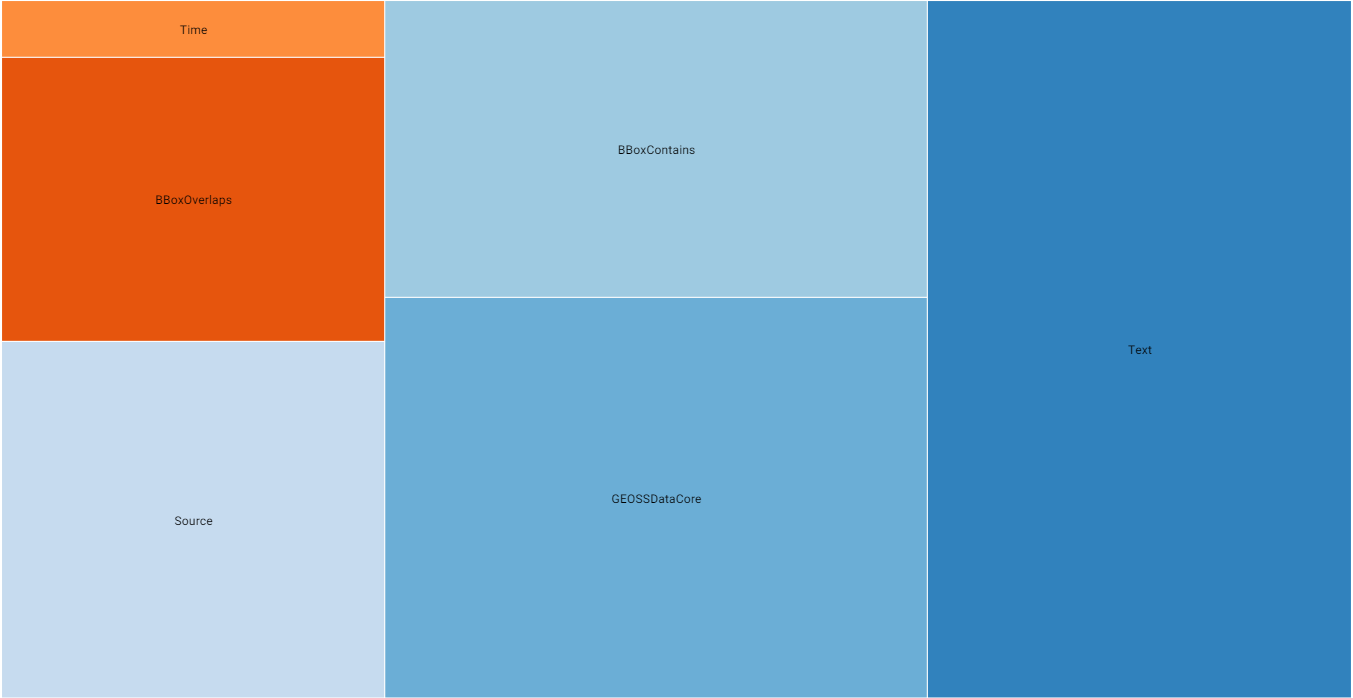 Time
BBoxOverlaps
Source
BBoxContains
GEOSSDataCore
Text